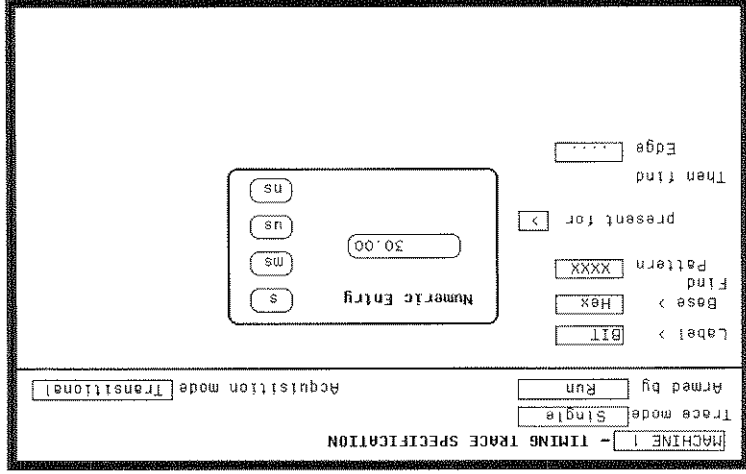 MACHINE 1 - TIMING TRACE SPECIFICATION
Trace mode Single
Armed by Run Acquisition mode Transitional
Label > BIT
Base > Hex
Find
Pattern XXXX
present for >
Then find
Edge ....
Numeric Entry
30.00
s
ms
us
ns